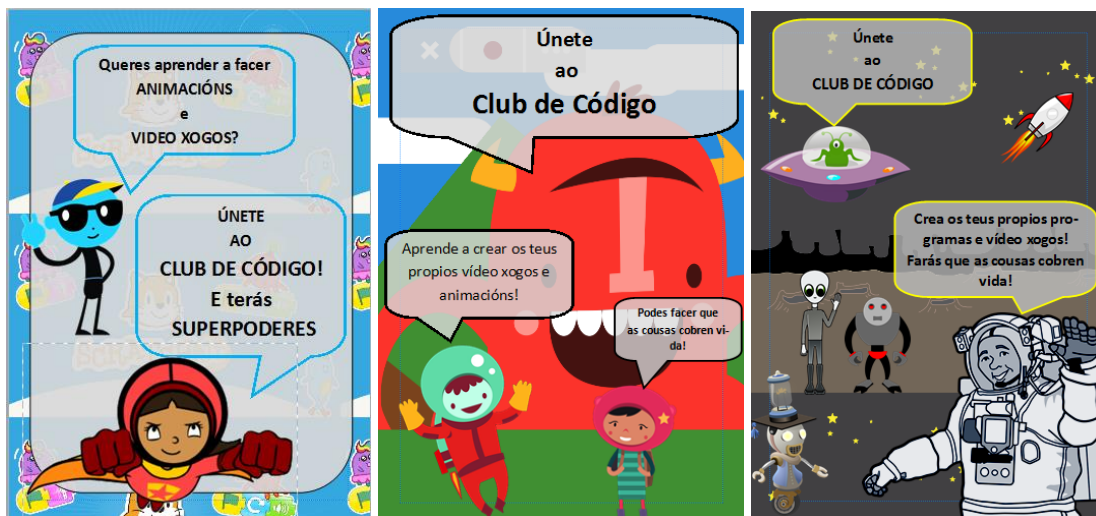 Queres aprender a facer
ANIMACIÓNS
e
VIDEO XOGOS?
ÚNETE
AO
CLUB DE CÓDIGO!
E terás
SUPERPODERES
Únete
ao
Club de Código
Aprende a crear os teus
propios vídeo xogos e
animacións!
Podes facer que
as cousas cobren vi-
da!
Únete
ao
CLUB DE CÓDIGO
Crea os teus propios pro-
gramas e vídeo xogos!
Farás que as cousas cobren
vida!